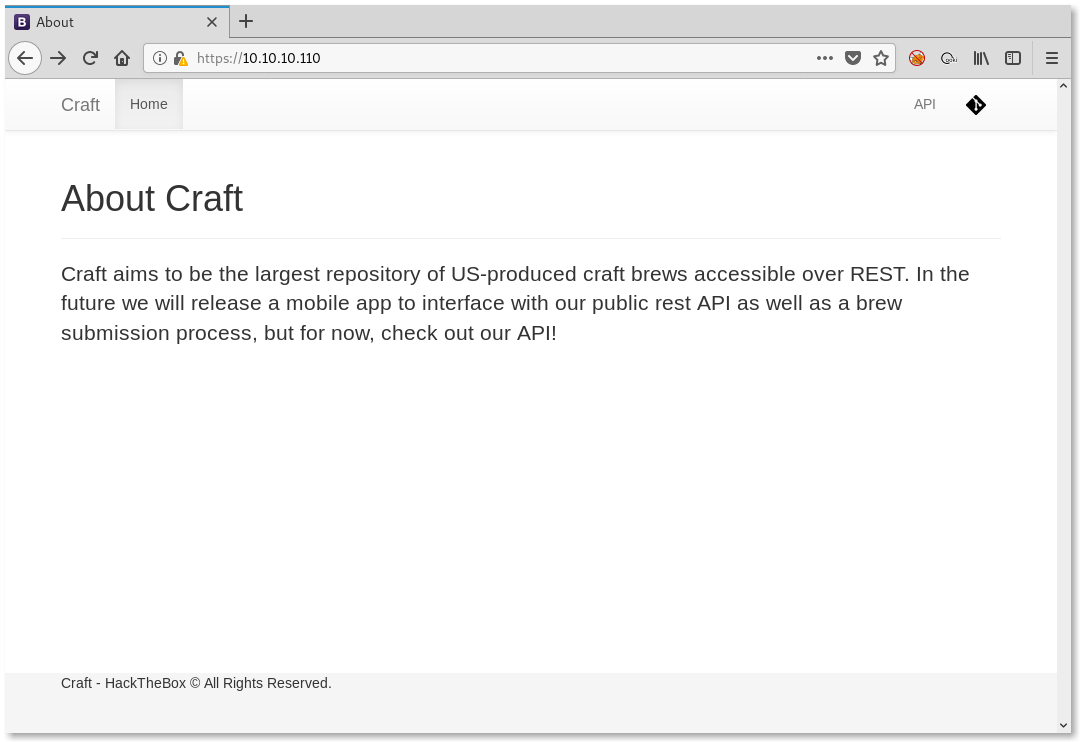 B About
https://10.10.10.110
Craft Home API
About Craft
Craft aims to be the largest repository of US-produced craft brews accessible over REST. In the
future we will release a mobile app to interface with our public rest API as well as a brew
submission process, but for now, check out our API!
Craft - HackTheBox © All Rights Reserved.